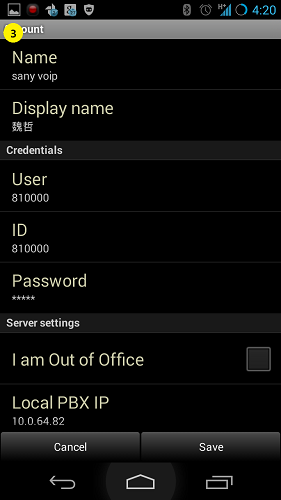 H+
4:20
3
ount
Name
sany voip
Display name
魏哲
Credentials
User
810000
ID
810000
Password
*****
Server settings
I am Out of Office
Local PBX IP
10.0.64.82
Cancel
Save